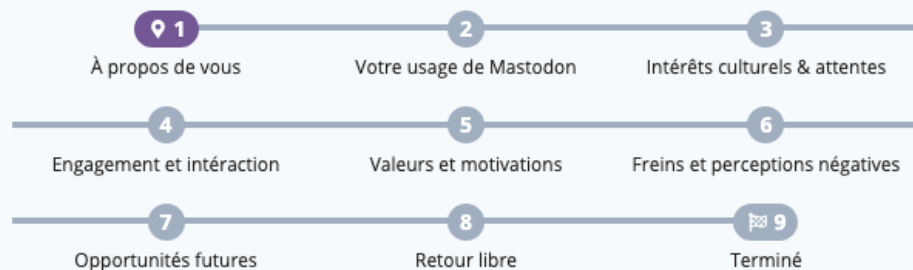 1 2 3
À propos de vous Votre usage de Mastodon Intérêts culturels & attentes
4 5 6
Engagement et intéraction Valeurs et motivations Freins et perceptions négatives
7 8 9
Opportunités futures Retour libre Terminé